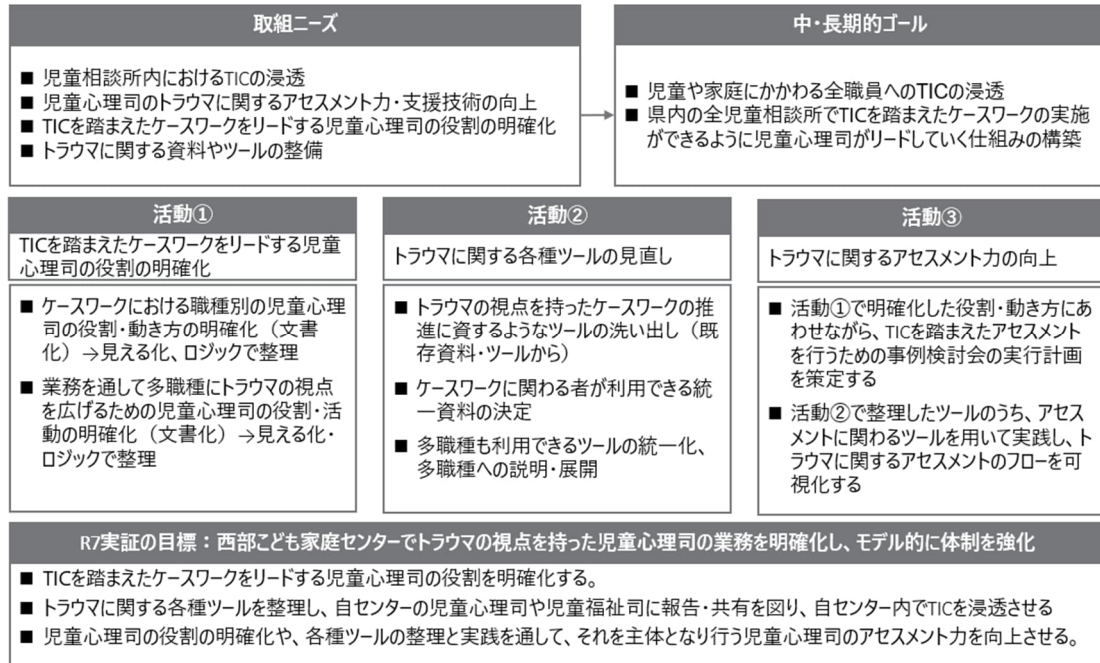 取組ニーズ
■ 児童相談所内におけるTICの浸透
■ 児童心理司のトラウマに関するアセスメント力・支援技術の向上
■ TICを踏まえたケースワークをリードする児童心理司の役割の明確化
■ トラウマに関する資料やツールの整備
中・長期的ゴール
■ 児童や家庭にかかわる全職員へのTICの浸透
■ 県内の全児童相談所でTICを踏まえたケースワークの実施
ができるように児童心理司がリードしていく仕組みの構築
活動①
TICを踏まえたケースワークをリードする児童
心理司の役割の明確化
■ ケースワークにおける職種別の児童心理
司の役割・動き方の明確化（文書
化）→見える化、ロジックで整理
■ 業務を通して多職種にトラウマの視点
を広げるための児童心理司の役割・活
動の明確化（文書化）→見える化・
ロジックで整理
活動②
トラウマに関する各種ツールの見直し
■ トラウマの視点を持ったケースワークの推
進に資するようなツールの洗い出し（既
存資料・ツールから）
■ ケースワークに関わる者が利用できる統
一資料の決定
■ 多職種も利用できるツールの統一化、
多職種への説明・展開
活動③
トラウマに関するアセスメント力の向上
■ 活動①で明確化した役割・動き方にあ
わせながら、TICを踏まえたアセスメント
を行うための事例検討会の実行計画
を策定する
■ 活動②で整理したツールのうち、アセス
メントに関わるツールを用いて実践し、ト
ラウマに関するアセスメントのフローを可
視化する
R7実証の目標：西部こども家庭センターでトラウマの視点を持った児童心理司の業務を明確化し、モデル的に体制を強化
■ TICを踏まえたケースワークをリードする児童心理司の役割を明確化する。
■ トラウマに関する各種ツールを整理し、自センターの児童心理司や児童福祉司に報告・共有を図り、自センター内でTICを浸透させる
■ 児童心理司の役割の明確化や、各種ツールの整理と実践を通して、それを主体となり行う児童心理司のアセスメント力を向上させる。